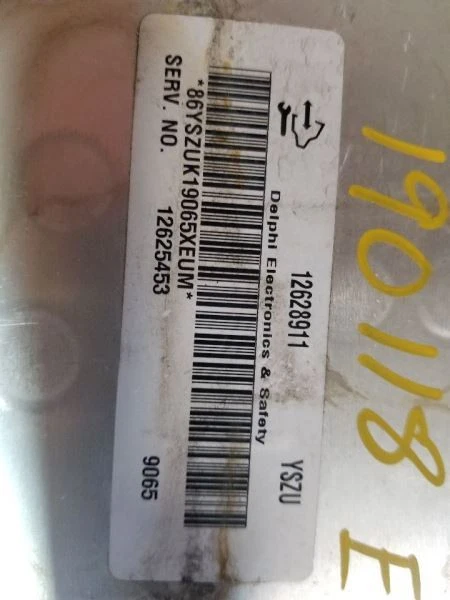 12628911 YSZU
Delphi Electronics & Safety
*86YSZUK19065XEUM*
SERV. NO. 12625453 9065
190118 E